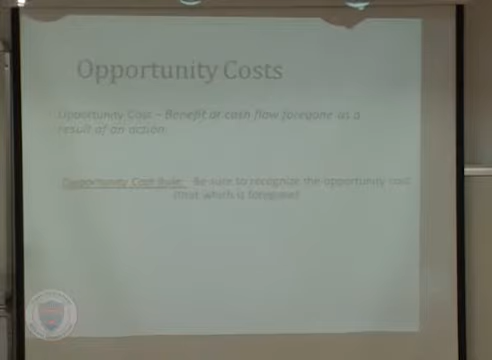 Opportunity Costs
Opportunity Cost – Benefit or cash flow foregone as a
result of an action
Opportunity Cost Rule: Be sure to recognize the opportunity cost
(that which is foregone)